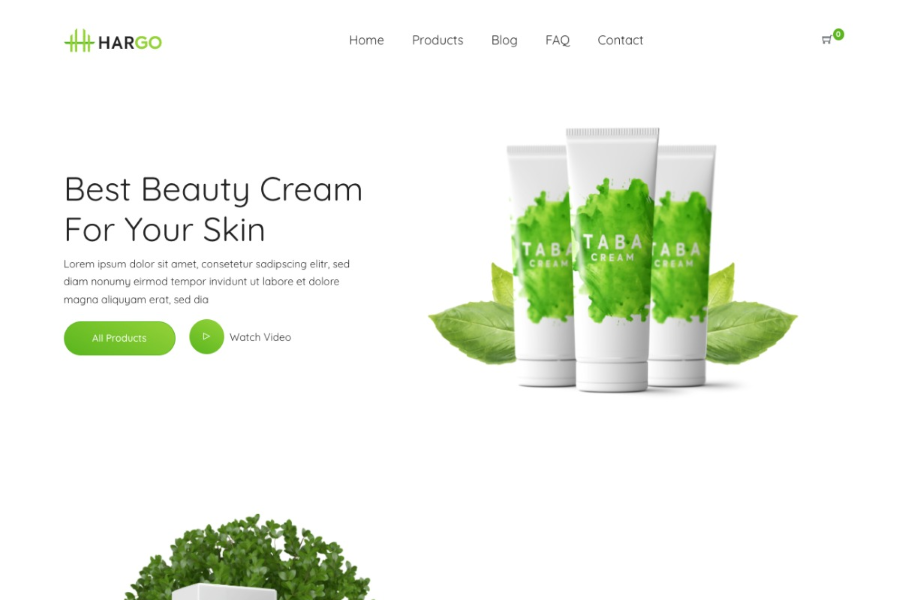 HARGO
Home
Products
Blog
FAQ
Contact
0
Best Beauty Cream
For Your Skin
Lorem ipsum dolor sit amet, consetetur sadipscing elitr, sed
diam nonumy eirmod tempor invidunt ut labore et dolore
magna aliquyam erat, sed dia
All Products
Watch Video
TABA
CREAM
TABA
CREAM
TABA
CREAM